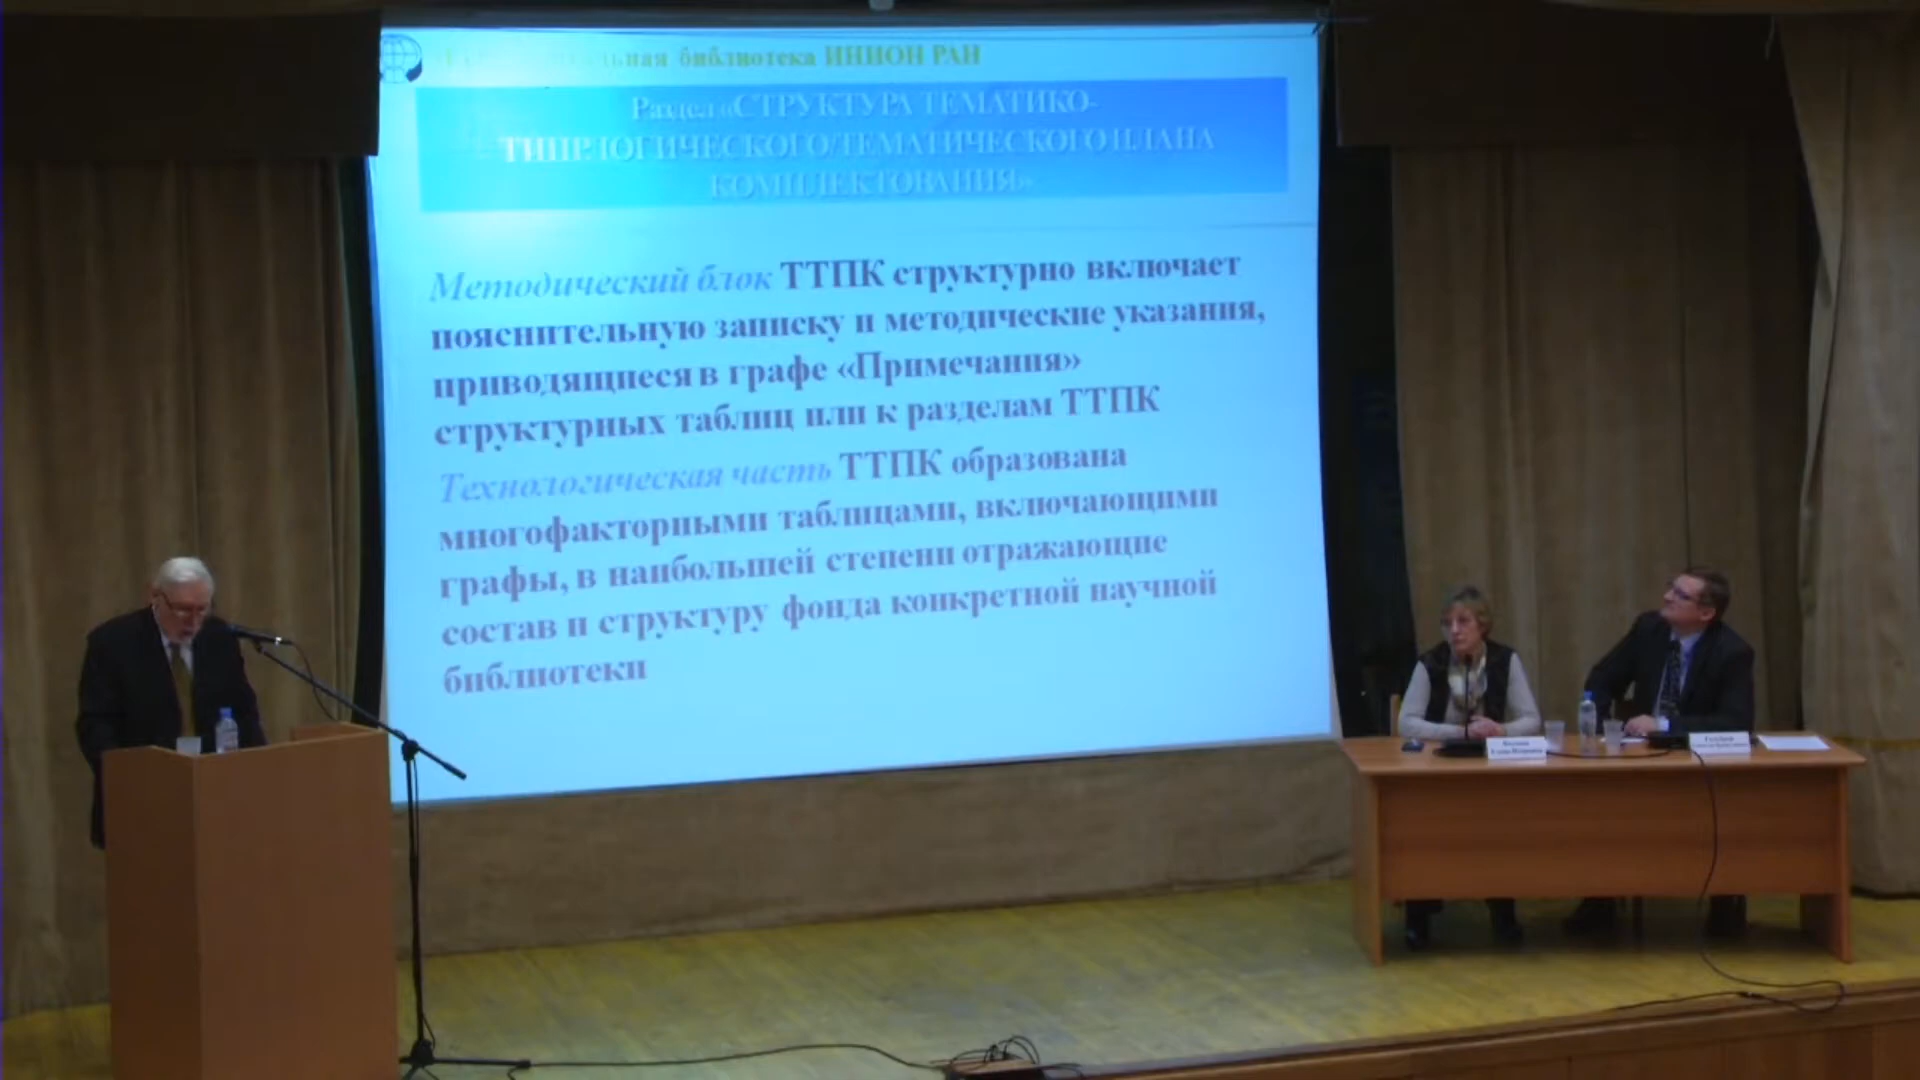 библиотека ИНИОН РАН
Раздел «СТРУКТУРА ТЕМАТИКО-
ТИПРЛОГИЧЕСКОГО/ТЕМАТИЧЕСКОГО ПЛАНА
КОМПЛЕКТОВАНИЯ»
Методический блок ТТПК структурно включает
пояснительную записку и методические указания,
приводящиеся в графе «Примечания»
структурных таблиц или к разделам ТТПК
Технологическая часть ТТПК образована
многофакторными таблицами, включающими
графы, в наибольшей степени отражающие
состав и структуру фонда конкретной научной
библиотеки